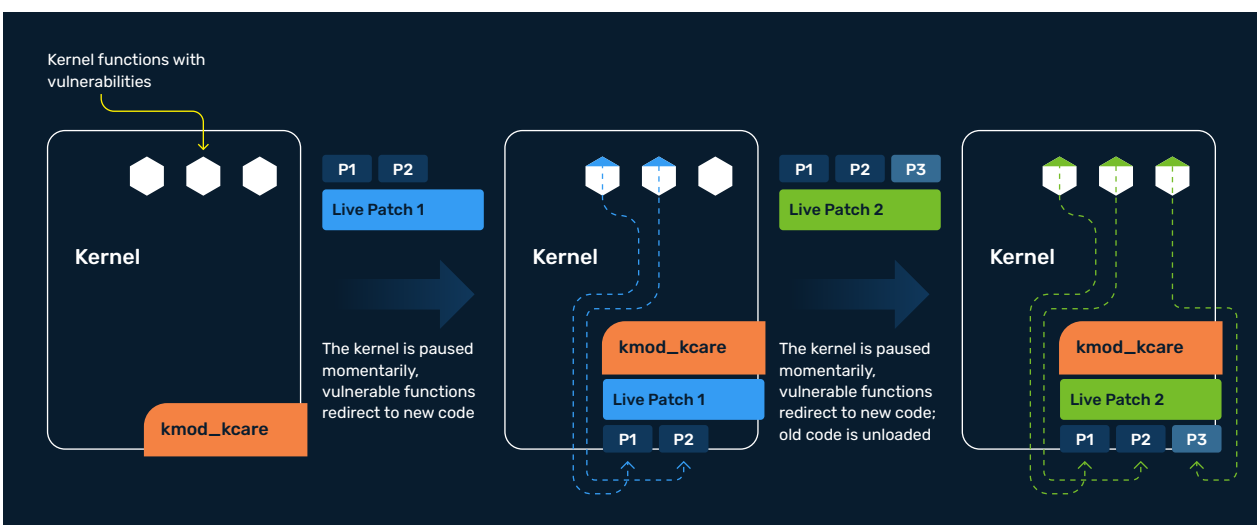 Kernel functions with
vulnerabilities
Kernel
kmod_kcare
P1 P2
Live Patch 1
The kernel is paused
momentarily,
vulnerable functions
redirect to new code
Kernel
kmod_kcare
Live Patch 1
P1 P2
P1 P2 P3
Live Patch 2
The kernel is paused
momentarily,
vulnerable functions
redirect to new code;
old code is unloaded
Kernel
kmod_kcare
Live Patch 2
P1 P2 P3